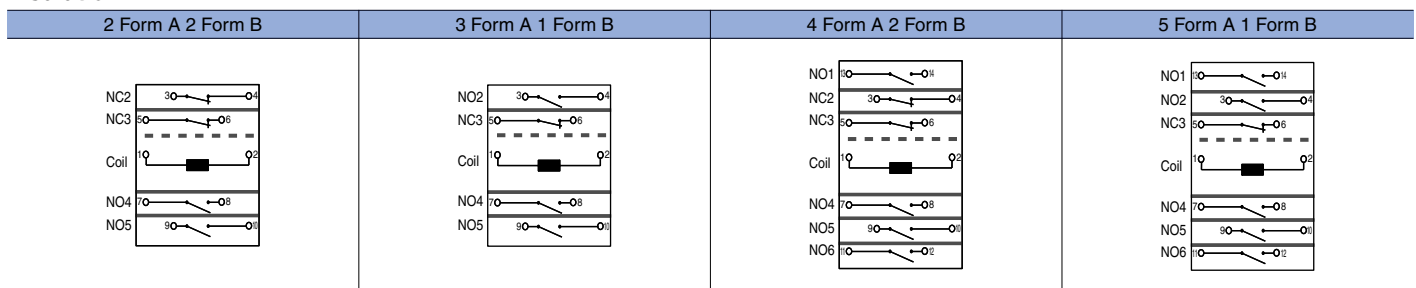 2 Form A 2 Form B
3 Form A 1 Form B
4 Form A 2 Form B
5 Form A 1 Form B
NC2 3 4
NC3 5 6
Coil 1 2
NO4 7 8
NO5 9 10
NO2 3 4
NC3 5 6
Coil 1 2
NO4 7 8
NO5 9 10
NO1 13 14
NC2 3 4
NC3 5 6
Coil 1 2
NO4 7 8
NO5 9 10
NO6 11 12
NO1 13 14
NO2 3 4
NC3 5 6
Coil 1 2
NO4 7 8
NO5 9 10
NO6 11 12